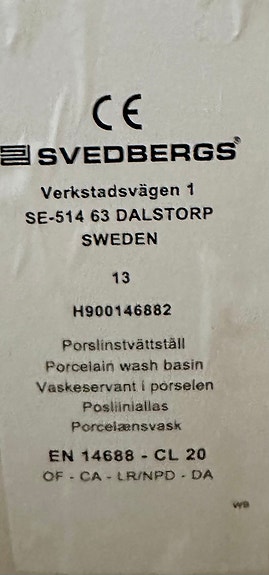 CE
SVEDBERGS®
Verkstadsvägen 1
SE-514 63 DALSTORP
SWEDEN
13
H900146882
Porslinstvättställ
Porcelain wash basin
Vaskeservant i porselen
Posliiniallas
Porcelænsvask
EN 14688 - CL 20
OF - CA - LR/NPD - DA